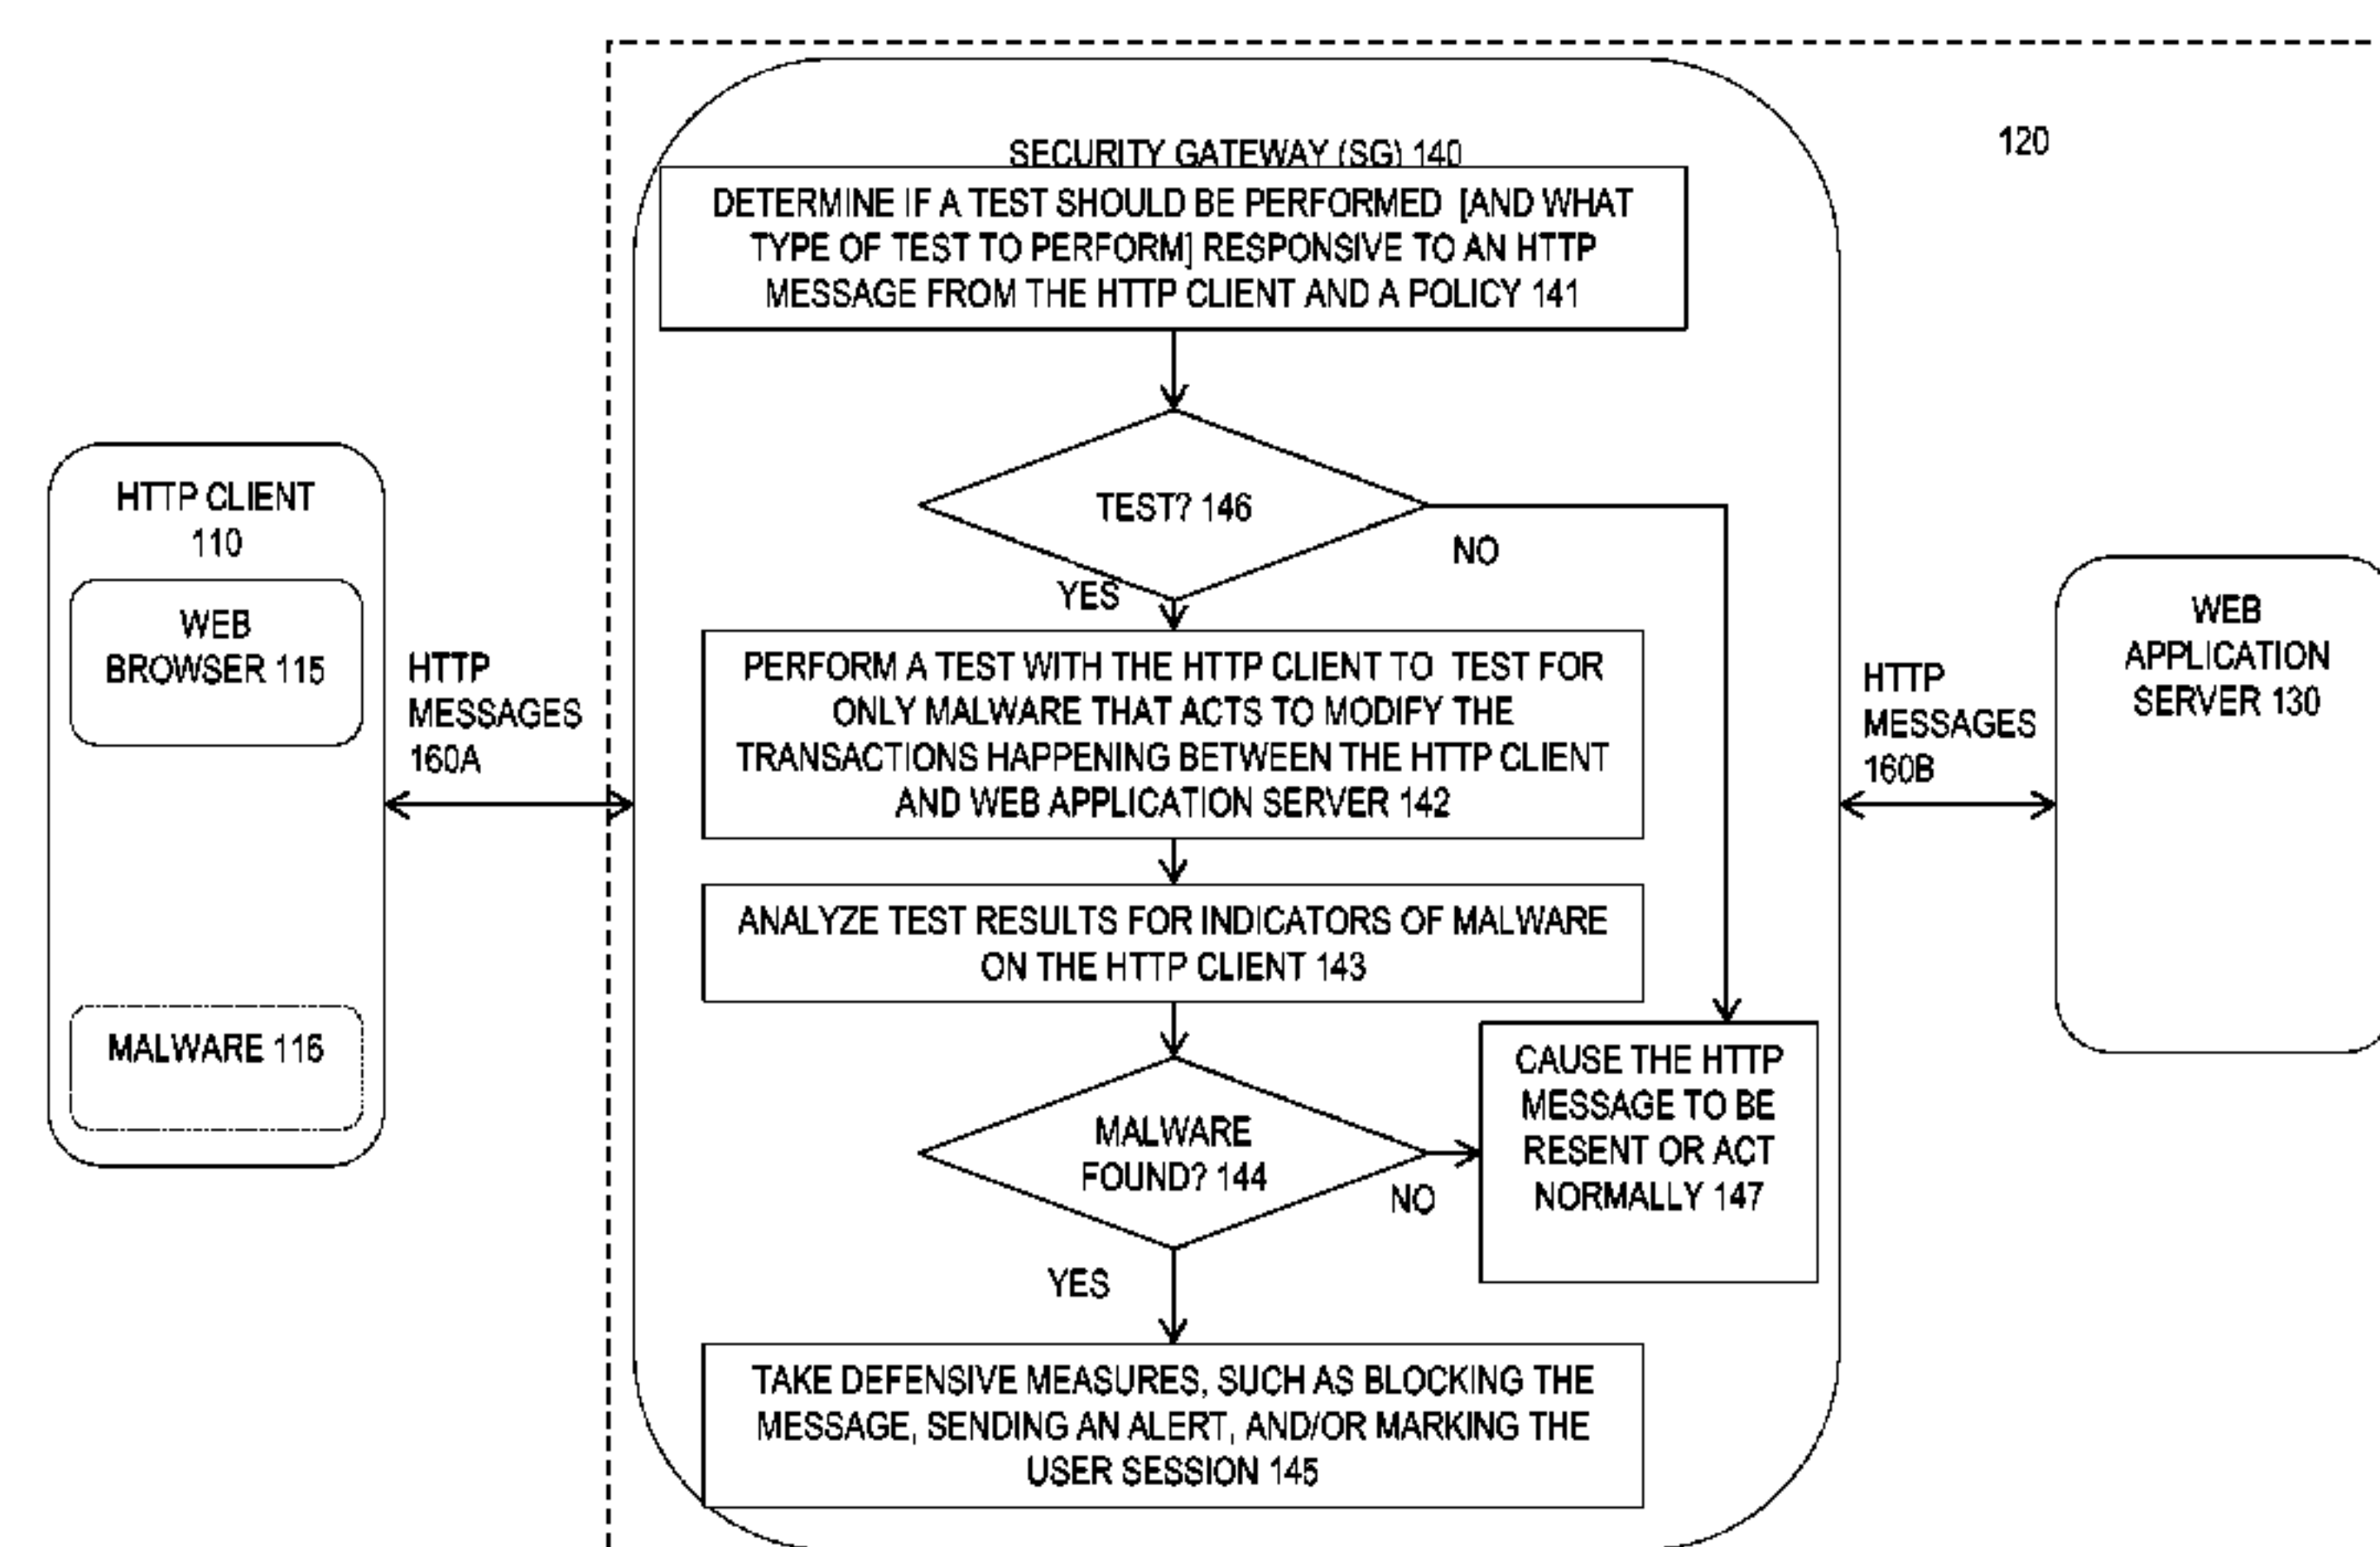 120
SECURITY GATEWAY (SG) 140
DETERMINE IF A TEST SHOULD BE PERFORMED [AND WHAT
TYPE OF TEST TO PERFORM] RESPONSIVE TO AN HTTP
MESSAGE FROM THE HTTP CLIENT AND A POLICY 141
TEST? 146
NO
YES
HTTP CLIENT
110
WEB
BROWSER 115
MALWARE 116
HTTP
MESSAGES
160A
PERFORM A TEST WITH THE HTTP CLIENT TO TEST FOR
ONLY MALWARE THAT ACTS TO MODIFY THE
TRANSACTIONS HAPPENING BETWEEN THE HTTP CLIENT
AND WEB APPLICATION SERVER 142
ANALYZE TEST RESULTS FOR INDICATORS OF MALWARE
ON THE HTTP CLIENT 143
MALWARE
FOUND? 144
NO
YES
CAUSE THE HTTP
MESSAGE TO BE
RESENT OR ACT
NORMALLY 147
TAKE DEFENSIVE MEASURES, SUCH AS BLOCKING THE
MESSAGE, SENDING AN ALERT, AND/OR MARKING THE
USER SESSION 145
HTTP
MESSAGES
160B
WEB
APPLICATION
SERVER 130